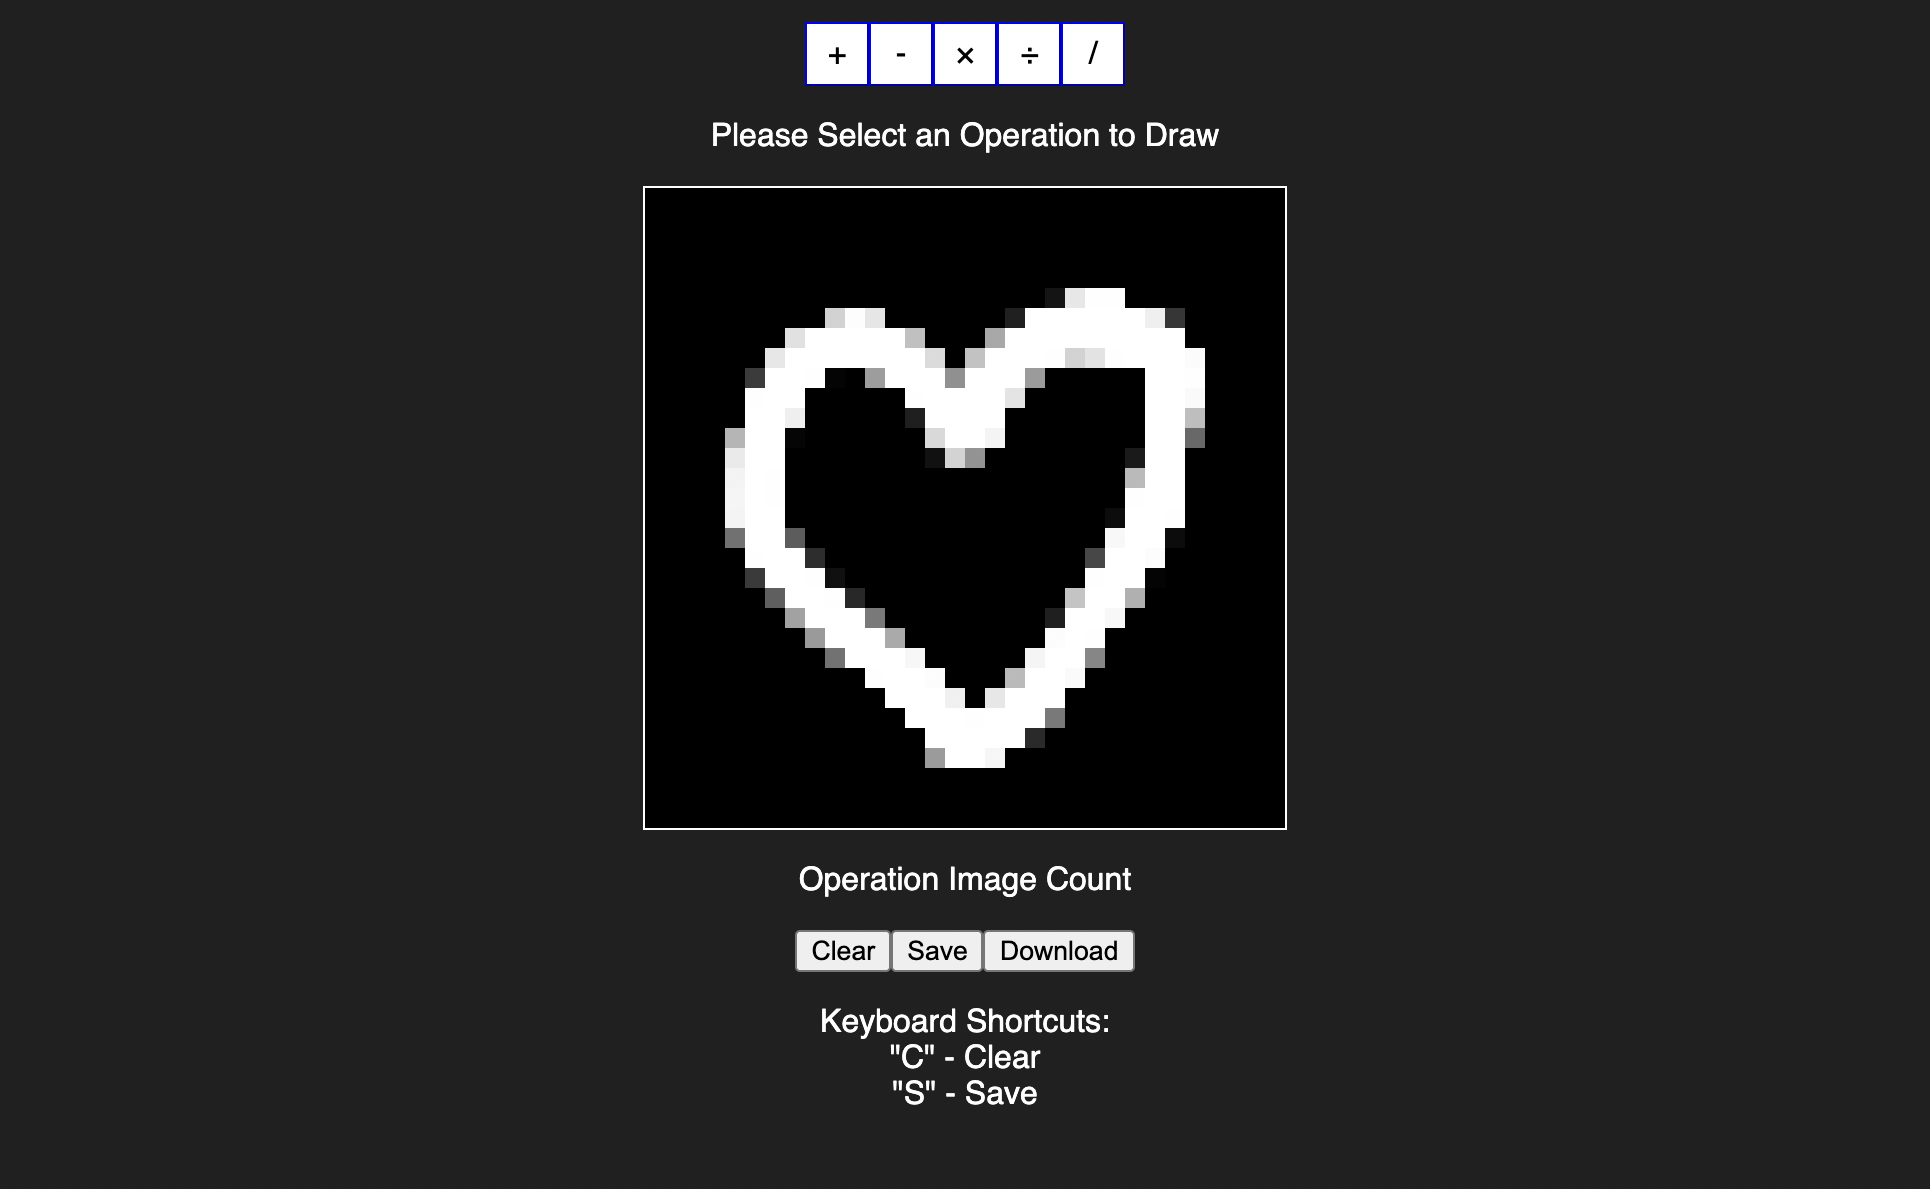 + - × ÷ /
Please Select an Operation to Draw
Operation Image Count
Clear Save Download
Keyboard Shortcuts:
"C" - Clear
"S" - Save